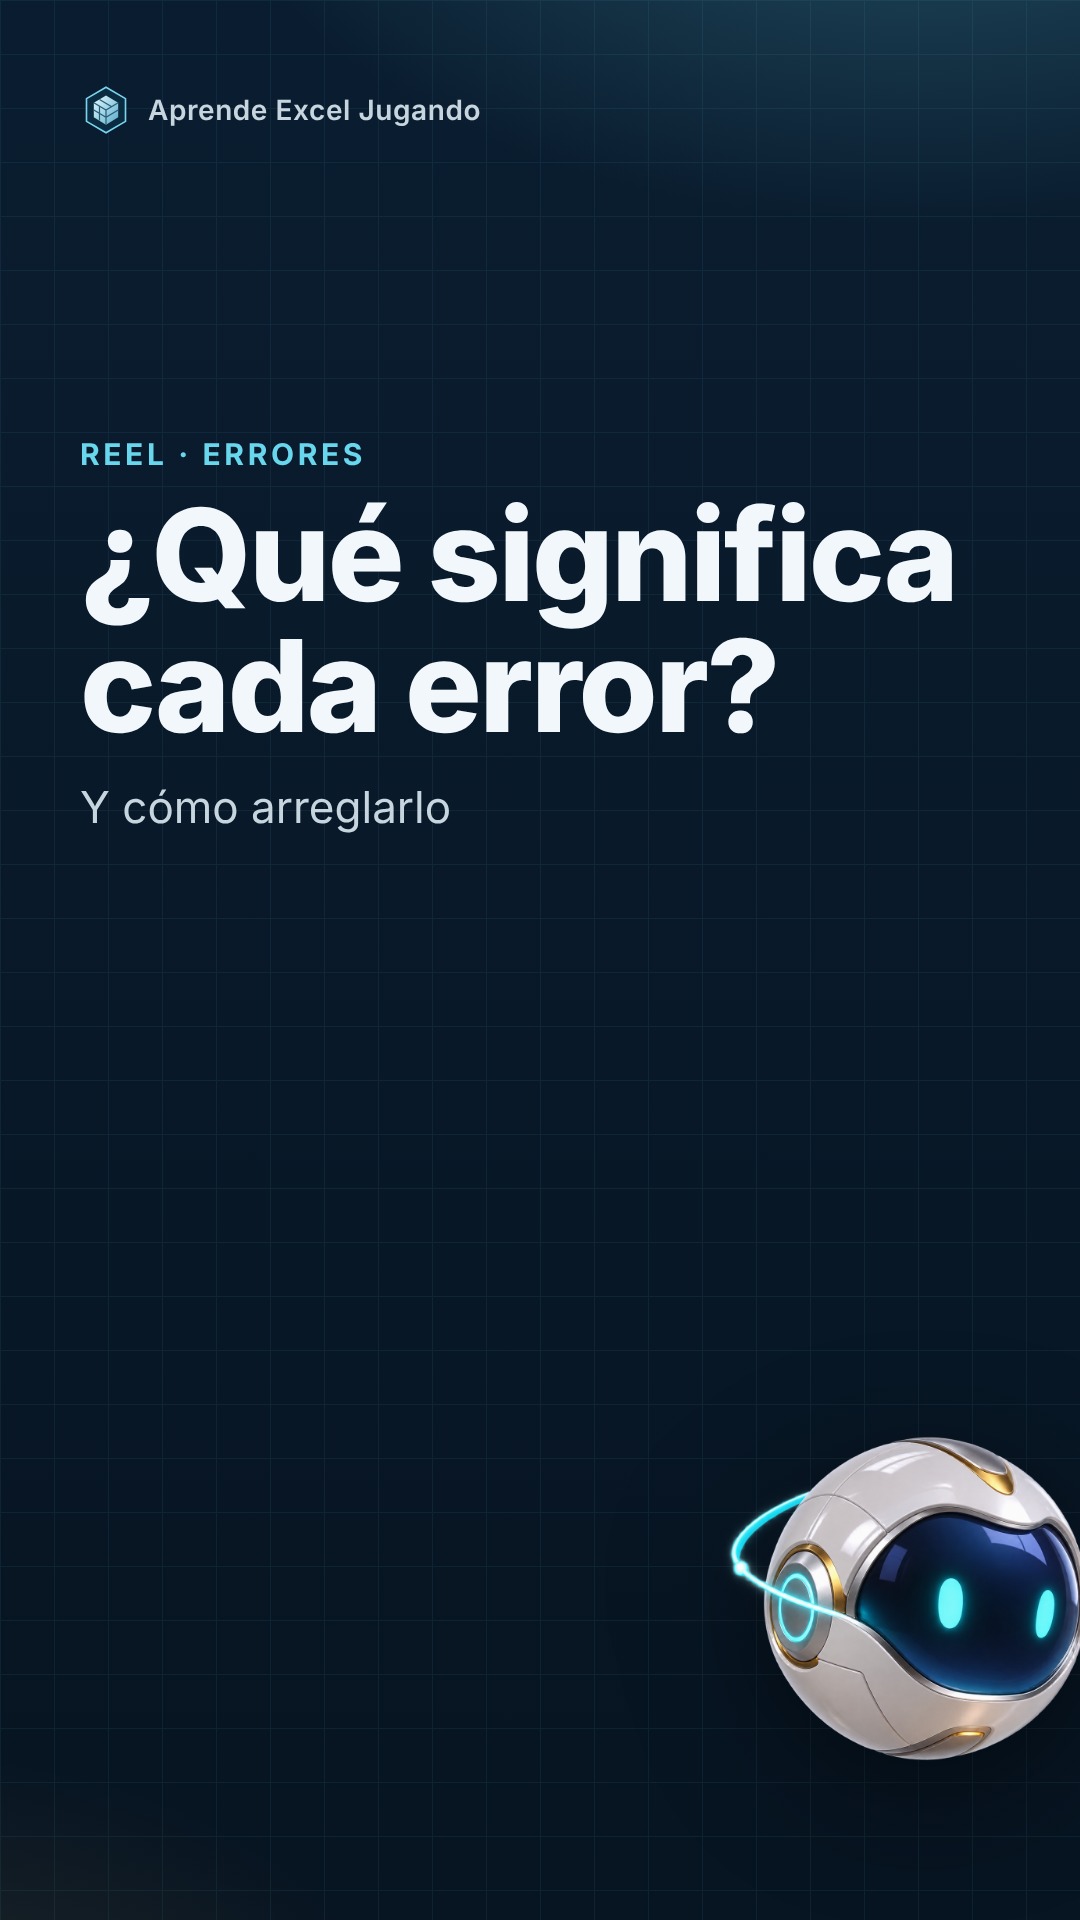 Aprende Excel Jugando
REEL · ERRORES
¿Qué significa
cada error?
Y cómo arreglarlo